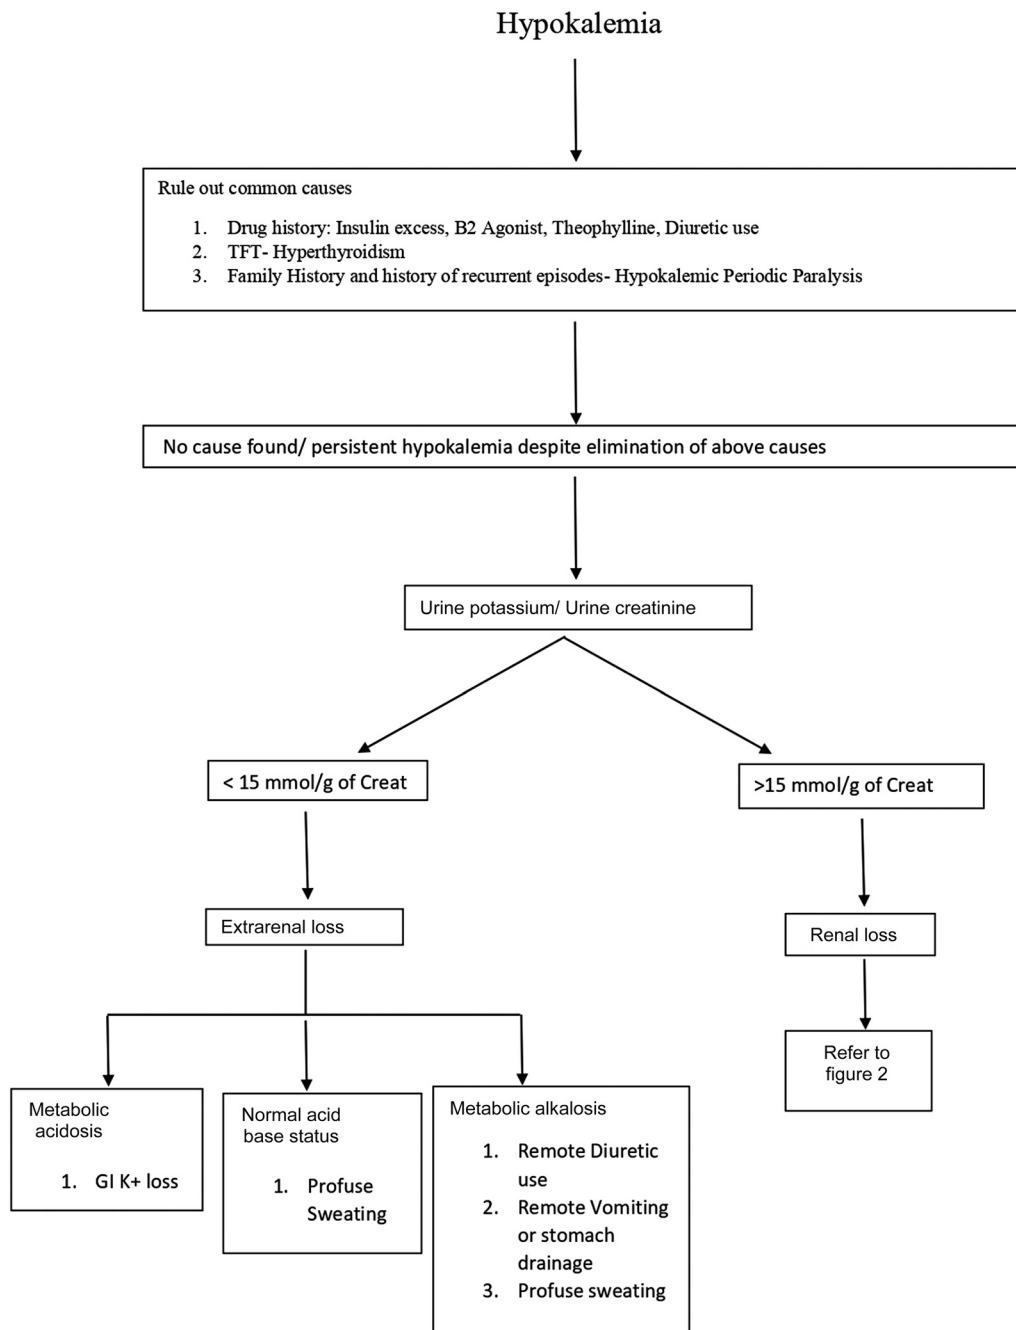 Hypokalemia
Rule out common causes
1. Drug history: Insulin excess, B2 Agonist, Theophylline, Diuretic use
2. TFT- Hyperthyroidism
3. Family History and history of recurrent episodes- Hypokalemic Periodic Paralysis
No cause found/ persistent hypokalemia despite elimination of above causes
Urine potassium/ Urine creatinine
< 15 mmol/g of Creat
>15 mmol/g of Creat
Extrarenal loss
Renal loss
Refer to
figure 2
Metabolic
acidosis
1. GI K+ loss
Normal acid
base status
1. Profuse
Sweating
Metabolic alkalosis
1. Remote Diuretic
use
2. Remote Vomiting
or stomach
drainage
3. Profuse sweating